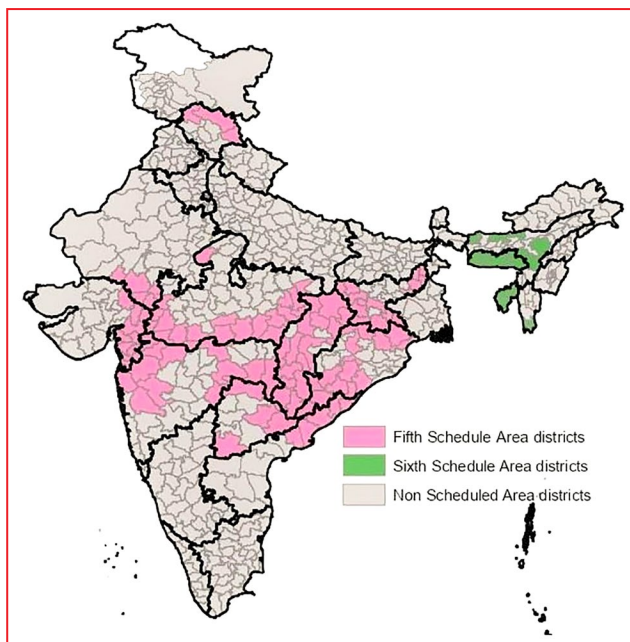 Fifth Schedule Area districts
Sixth Schedule Area districts
Non Scheduled Area districts